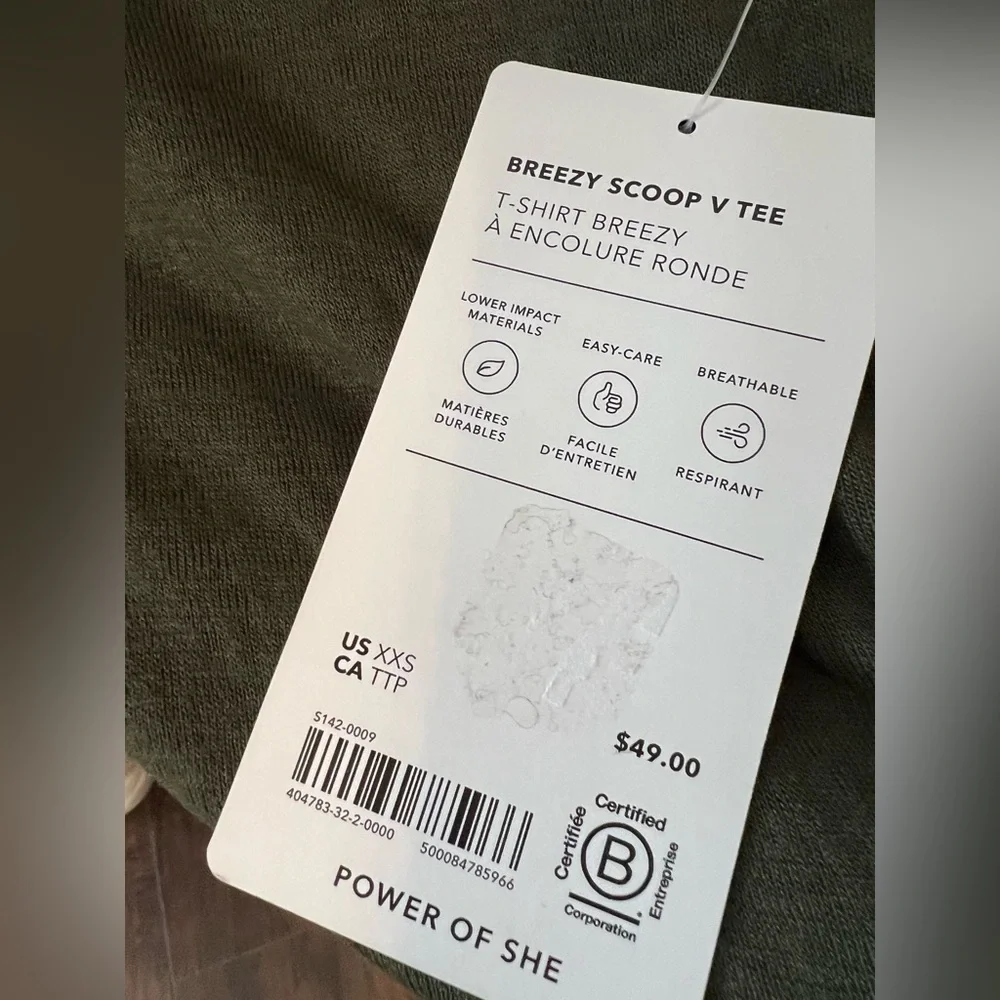 BREEZY SCOOP V TEE
T-SHIRT BREEZY
À ENCOLURE RONDE
LOWER IMPACT
MATERIALS
MATIÈRES
DURABLES
EASY-CARE
FACILE
D'ENTRETIEN
BREATHABLE
RESPIRANT
US XXS
CA TTP
S142-0009
404783-32-2-0000
500084785966
$49.00
Certified
Certifiée
B
Entreprise
Corporation
POWER OF SHE